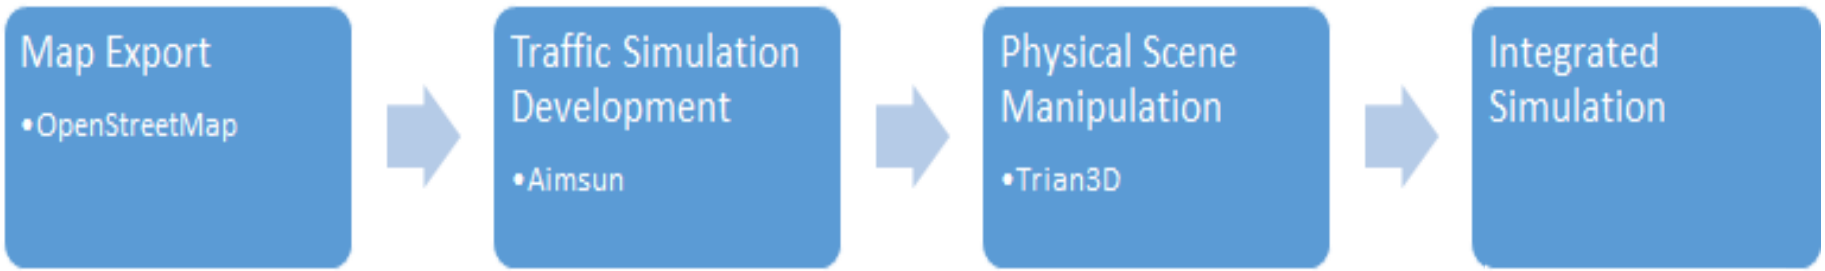 Map Export
•OpenStreetMap
Traffic Simulation
Development
•Aimsun
Physical Scene
Manipulation
•Trian3D
Integrated
Simulation